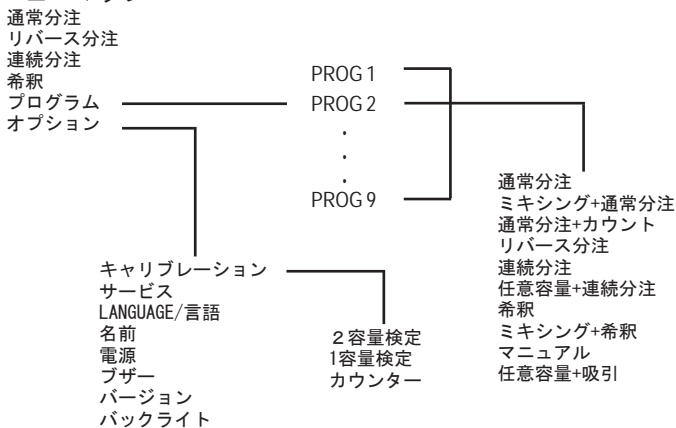 通常分注
リバース分注
連続分注
希釈
プログラム
オプション
PROG 1
PROG 2
.
.
.
PROG 9
通常分注
ミキシング+通常分注
通常分注+カウント
リバース分注
連続分注
任意容量+連続分注
希釈
ミキシング+希釈
マニュアル
任意容量+吸引
キャリブレーション
サービス
LANGUAGE/言語
名前
電源
ブザー
バージョン
バックライト
２容量検定
1容量検定
カウンター